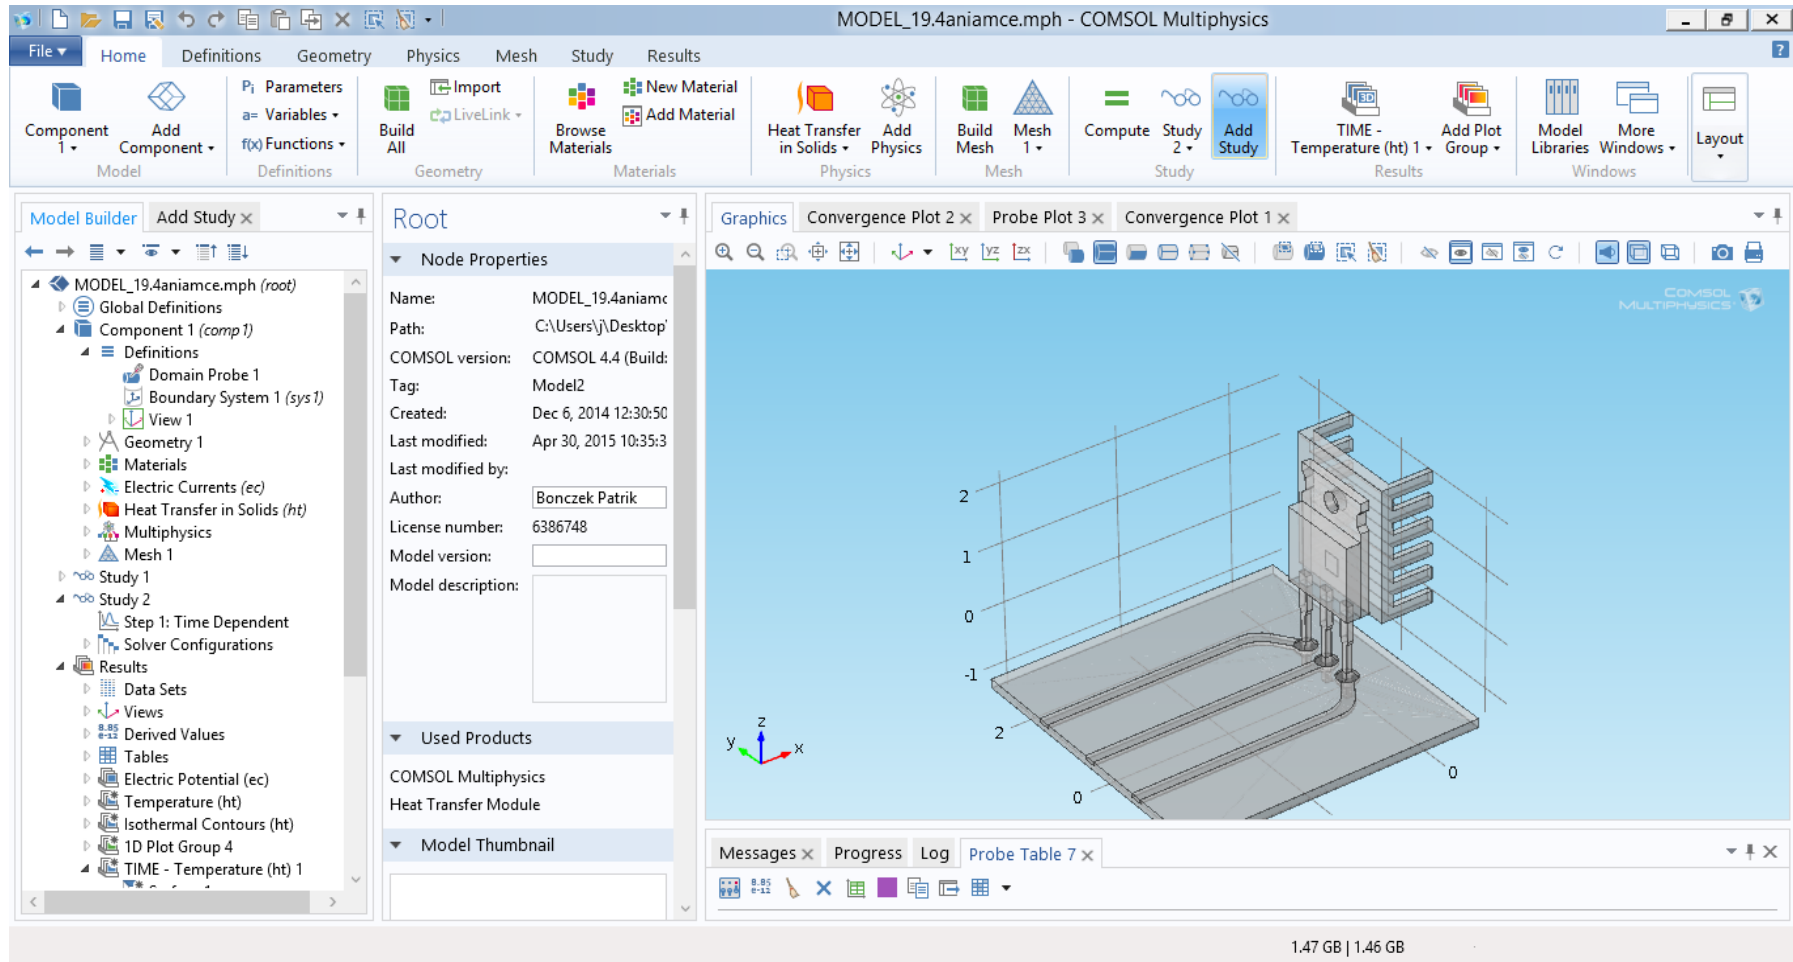 MODEL_19.4aniamce.mph - COMSOL Multiphysics
File Home Definitions Geometry Physics Mesh Study Results
Component 1
Add Component
Model
Pi Parameters
a= Variables
f(x) Functions
Definitions
Build All
Import
LiveLink
Geometry
Browse Materials
New Material
Add Material
Materials
Heat Transfer in Solids
Add Physics
Physics
Build Mesh
Mesh 1
Mesh
Compute
Study 2
Add Study
Study
TIME - Temperature (ht) 1
Add Plot Group
Results
Model Libraries
More Windows
Windows
Layout
Model Builder
Add Study
MODEL_19.4aniamce.mph (root)
Global Definitions
Component 1 (comp1)
Definitions
Domain Probe 1
Boundary System 1 (sys1)
View 1
Geometry 1
Materials
Electric Currents (ec)
Heat Transfer in Solids (ht)
Multiphysics
Mesh 1
Study 1
Study 2
Step 1: Time Dependent
Solver Configurations
Results
Data Sets
Views
8.85
e-12
Derived Values
Tables
Electric Potential (ec)
Temperature (ht)
Isothermal Contours (ht)
1D Plot Group 4
TIME - Temperature (ht) 1
Root
Node Properties
Name: MODEL_19.4aniamc
Path: C:\Users\j\Desktop
COMSOL version: COMSOL 4.4 (Build:
Tag: Model2
Created: Dec 6, 2014 12:30:50
Last modified: Apr 30, 2015 10:35:3
Last modified by:
Author: Bonczek Patrik
License number: 6386748
Model version:
Model description:
Used Products
COMSOL Multiphysics
Heat Transfer Module
Model Thumbnail
Graphics
Convergence Plot 2
Probe Plot 3
Convergence Plot 1
xy yz zx
COMSOL
MULTIPHYSICS
2
1
0
-1
2
0
0
z
y
x
Messages
Progress
Log
Probe Table 7
8.85
e-12
1.47 GB | 1.46 GB